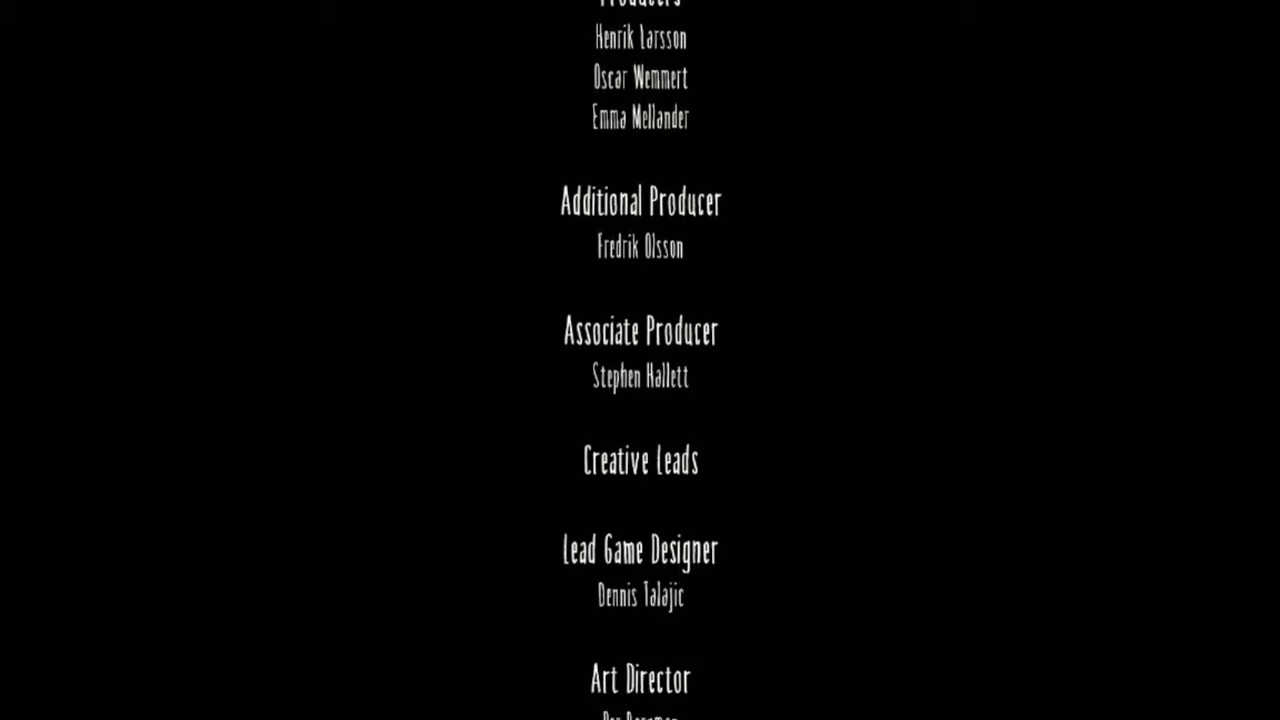 Producers
Henrik Larsson
Oscar Wemmert
Emma Mellander
Additional Producer
Fredrik Olsson
Associate Producer
Stephen Hallett
Creative Leads
Lead Game Designer
Dennis Talajic
Art Director